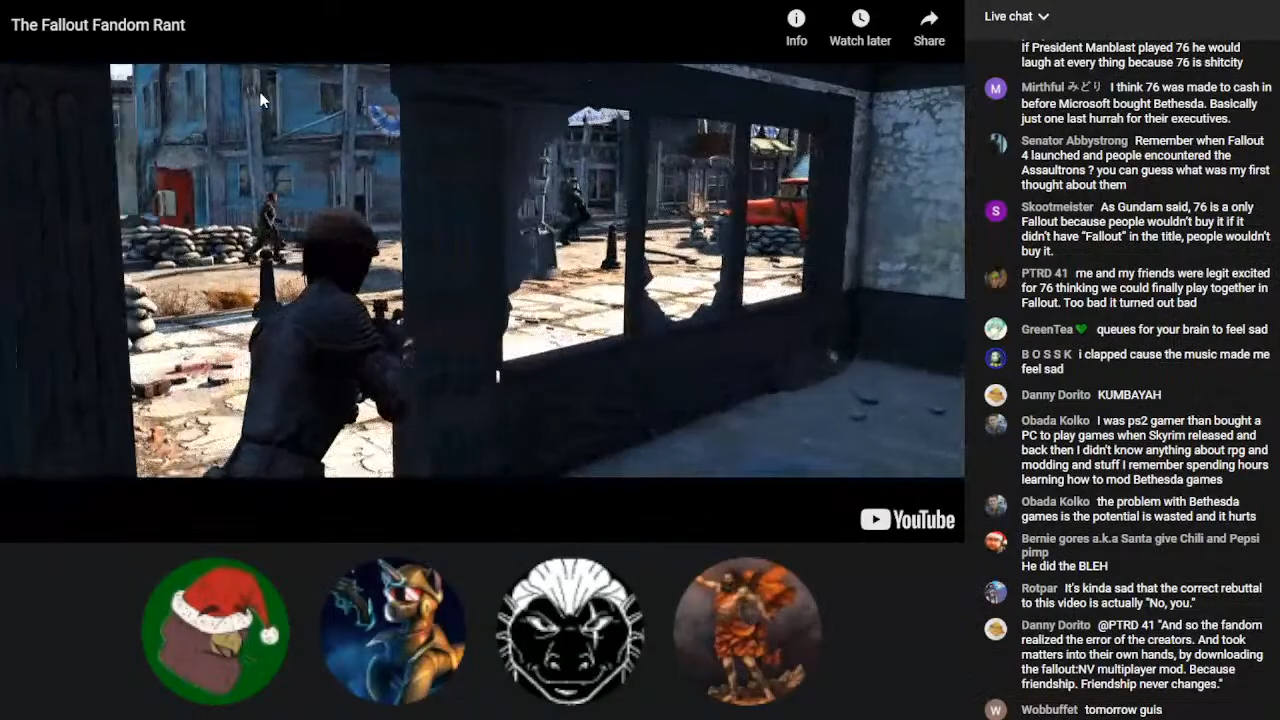 The Fallout Fandom Rant
Info
Watch later
Share
YouTube
Live chat
if President Manblast played 76 he would
laugh at every thing because 76 is shitcity
Mirthful みどり I think 76 was made to cash in
before Microsoft bought Bethesda. Basically
just one last hurrah for their executives.
Senator Abbystrong Remember when Fallout
4 launched and people encountered the
Assaultrons ? you can guess what was my first
thought about them
Skootmeister As Gundam said, 76 is a only
Fallout because people wouldn't buy it if it
didn't have "Fallout" in the title, people wouldn't
buy it.
PTRD 41 me and my friends were legit excited
for 76 thinking we could finally play together in
Fallout. Too bad it turned out bad
GreenTea queues for your brain to feel sad
B O S S K i clapped cause the music made me
feel sad
Danny Dorito KUMBAYAH
Obada Kolko I was ps2 gamer than bought a
PC to play games when Skyrim released and
back then I didn't know anything about rpg and
modding and stuff I remember spending hours
learning how to mod Bethesda games
Obada Kolko the problem with Bethesda
games is the potential is wasted and it hurts
Bernie gores a.k.a Santa give Chili and Pepsi
pimp
He did the BLEH
Rotpar It's kinda sad that the correct rebuttal
to this video is actually "No, you."
Danny Dorito @PTRD 41 "And so the fandom
realized the error of the creators. And took
matters into their own hands, by downloading
the fallout:NV multiplayer mod. Because
friendship. Friendship never changes."
W
Wobbuffet tomorrow guis
M
S